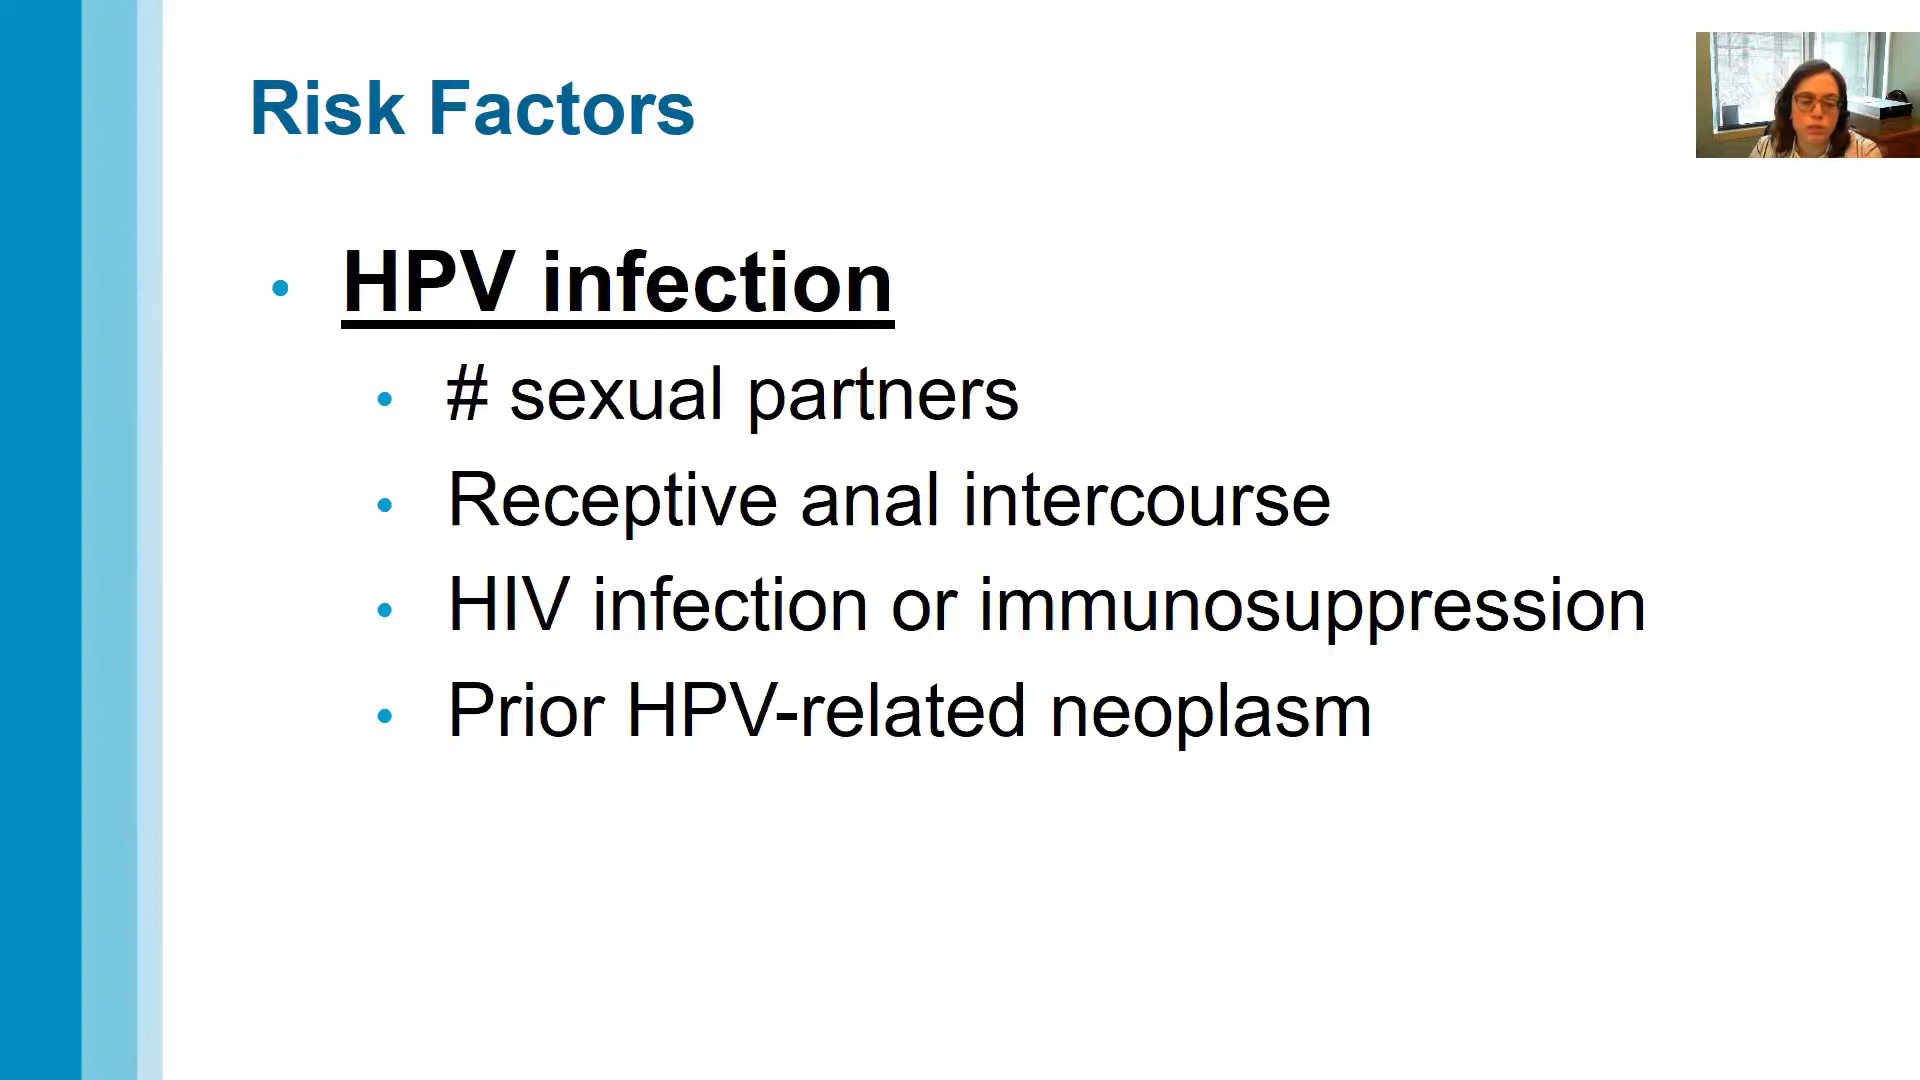 Risk Factors
• HPV infection
• # sexual partners
• Receptive anal intercourse
• HIV infection or immunosuppression
• Prior HPV-related neoplasm